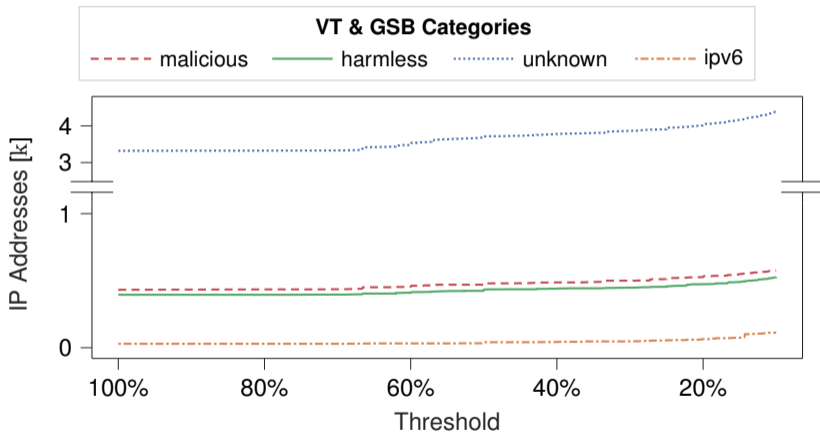 VT & GSB Categories
malicious harmless unknown ipv6
IP Addresses [k]
4
3
1
0
100% 80% 60% 40% 20%
Threshold